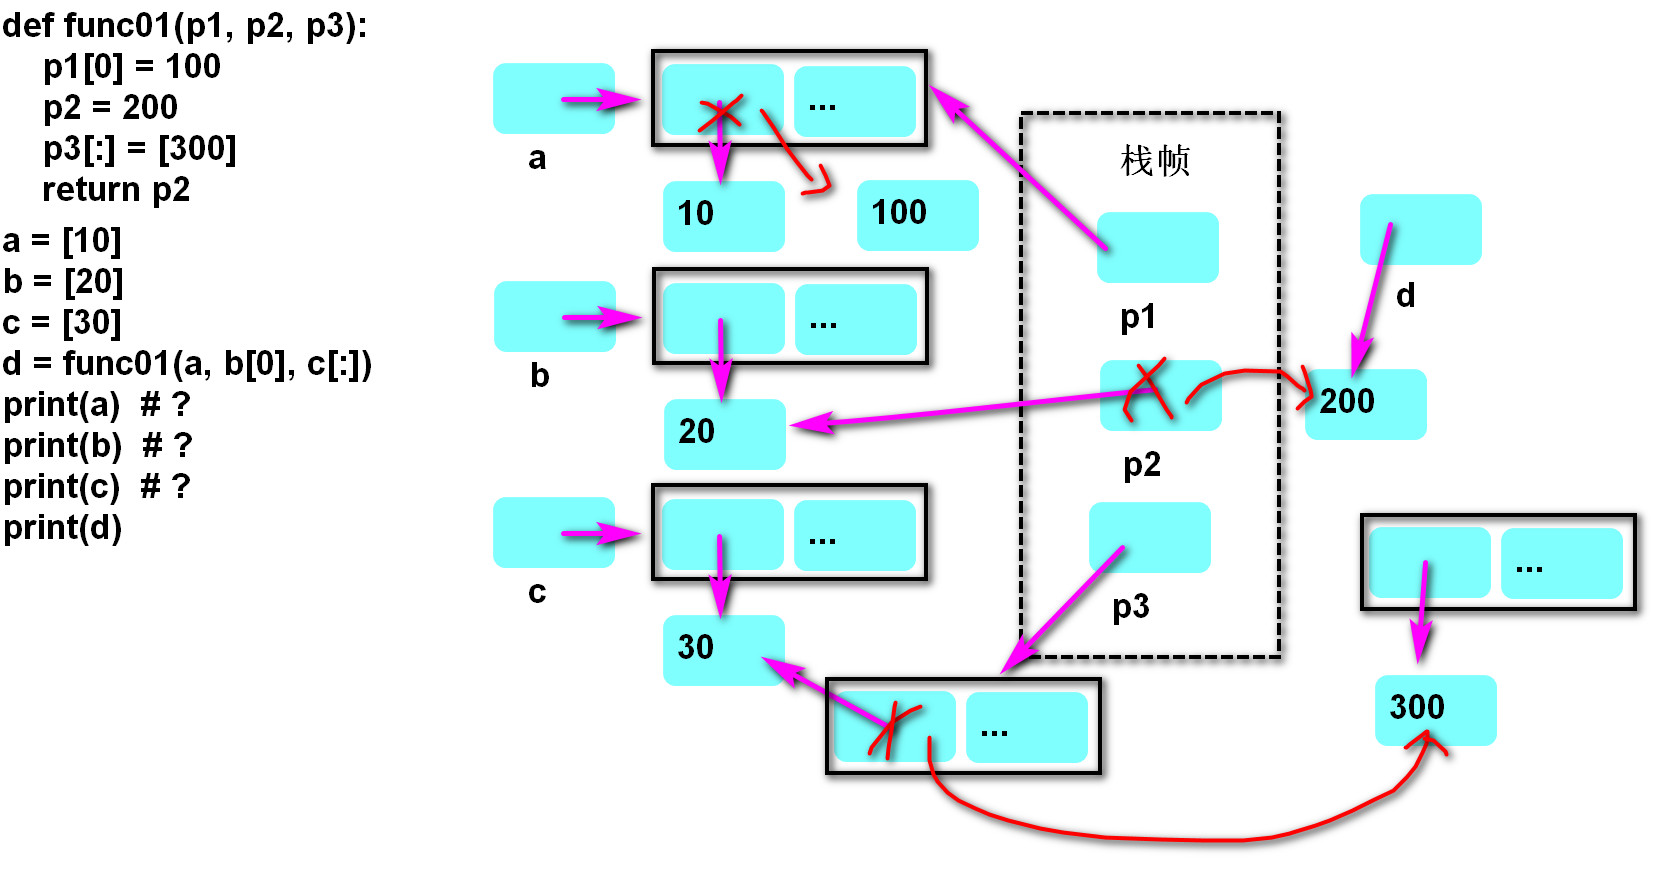 def func01(p1, p2, p3):
p1[0] = 100
p2 = 200
p3[:] = [300]
return p2
a = [10]
b = [20]
c = [30]
d = func01(a, b[0], c[:])
print(a)  # ?
print(b)  # ?
print(c)  # ?
print(d)
...
a
10
100
...
b
20
...
c
30
栈帧
p1
p2
p3
...
d
200
...
300